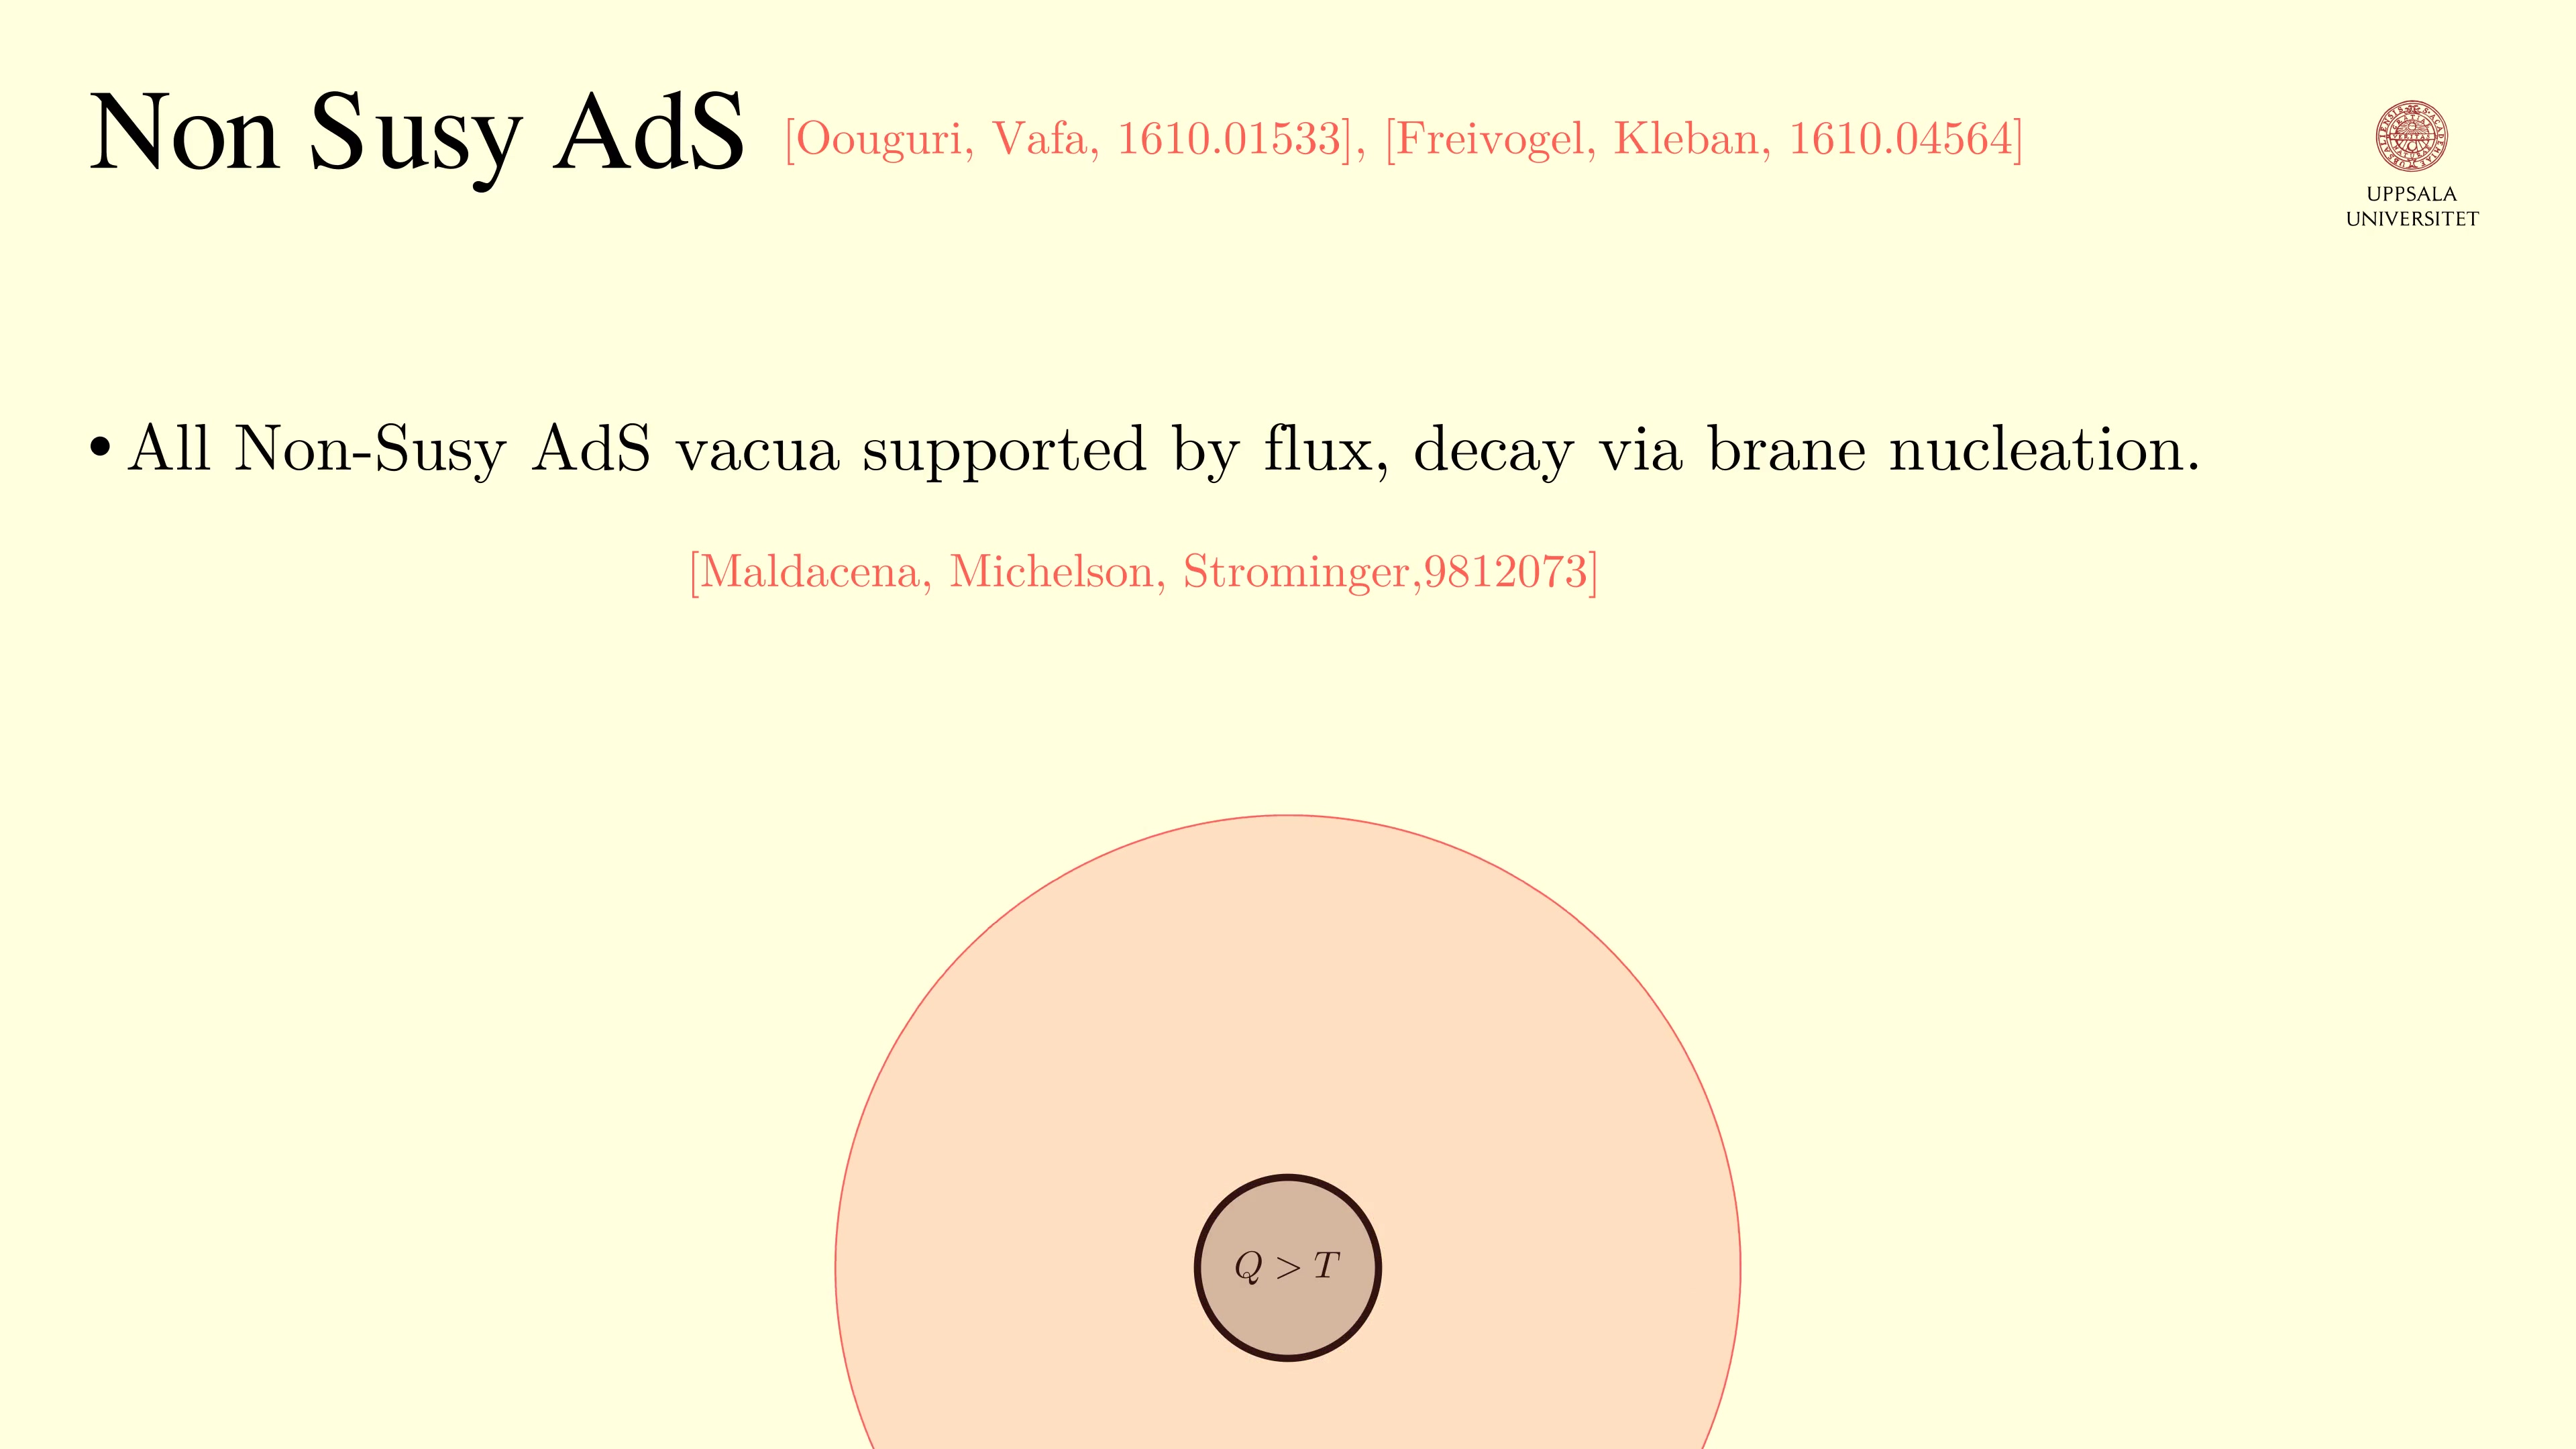 Non Susy AdS [Oouguri, Vafa, 1610.01533], [Freivogel, Kleban, 1610.04564]
UPPSALA
UNIVERSITET
• All Non-Susy AdS vacua supported by flux, decay via brane nucleation.
[Maldacena, Michelson, Strominger,9812073]
Q > T